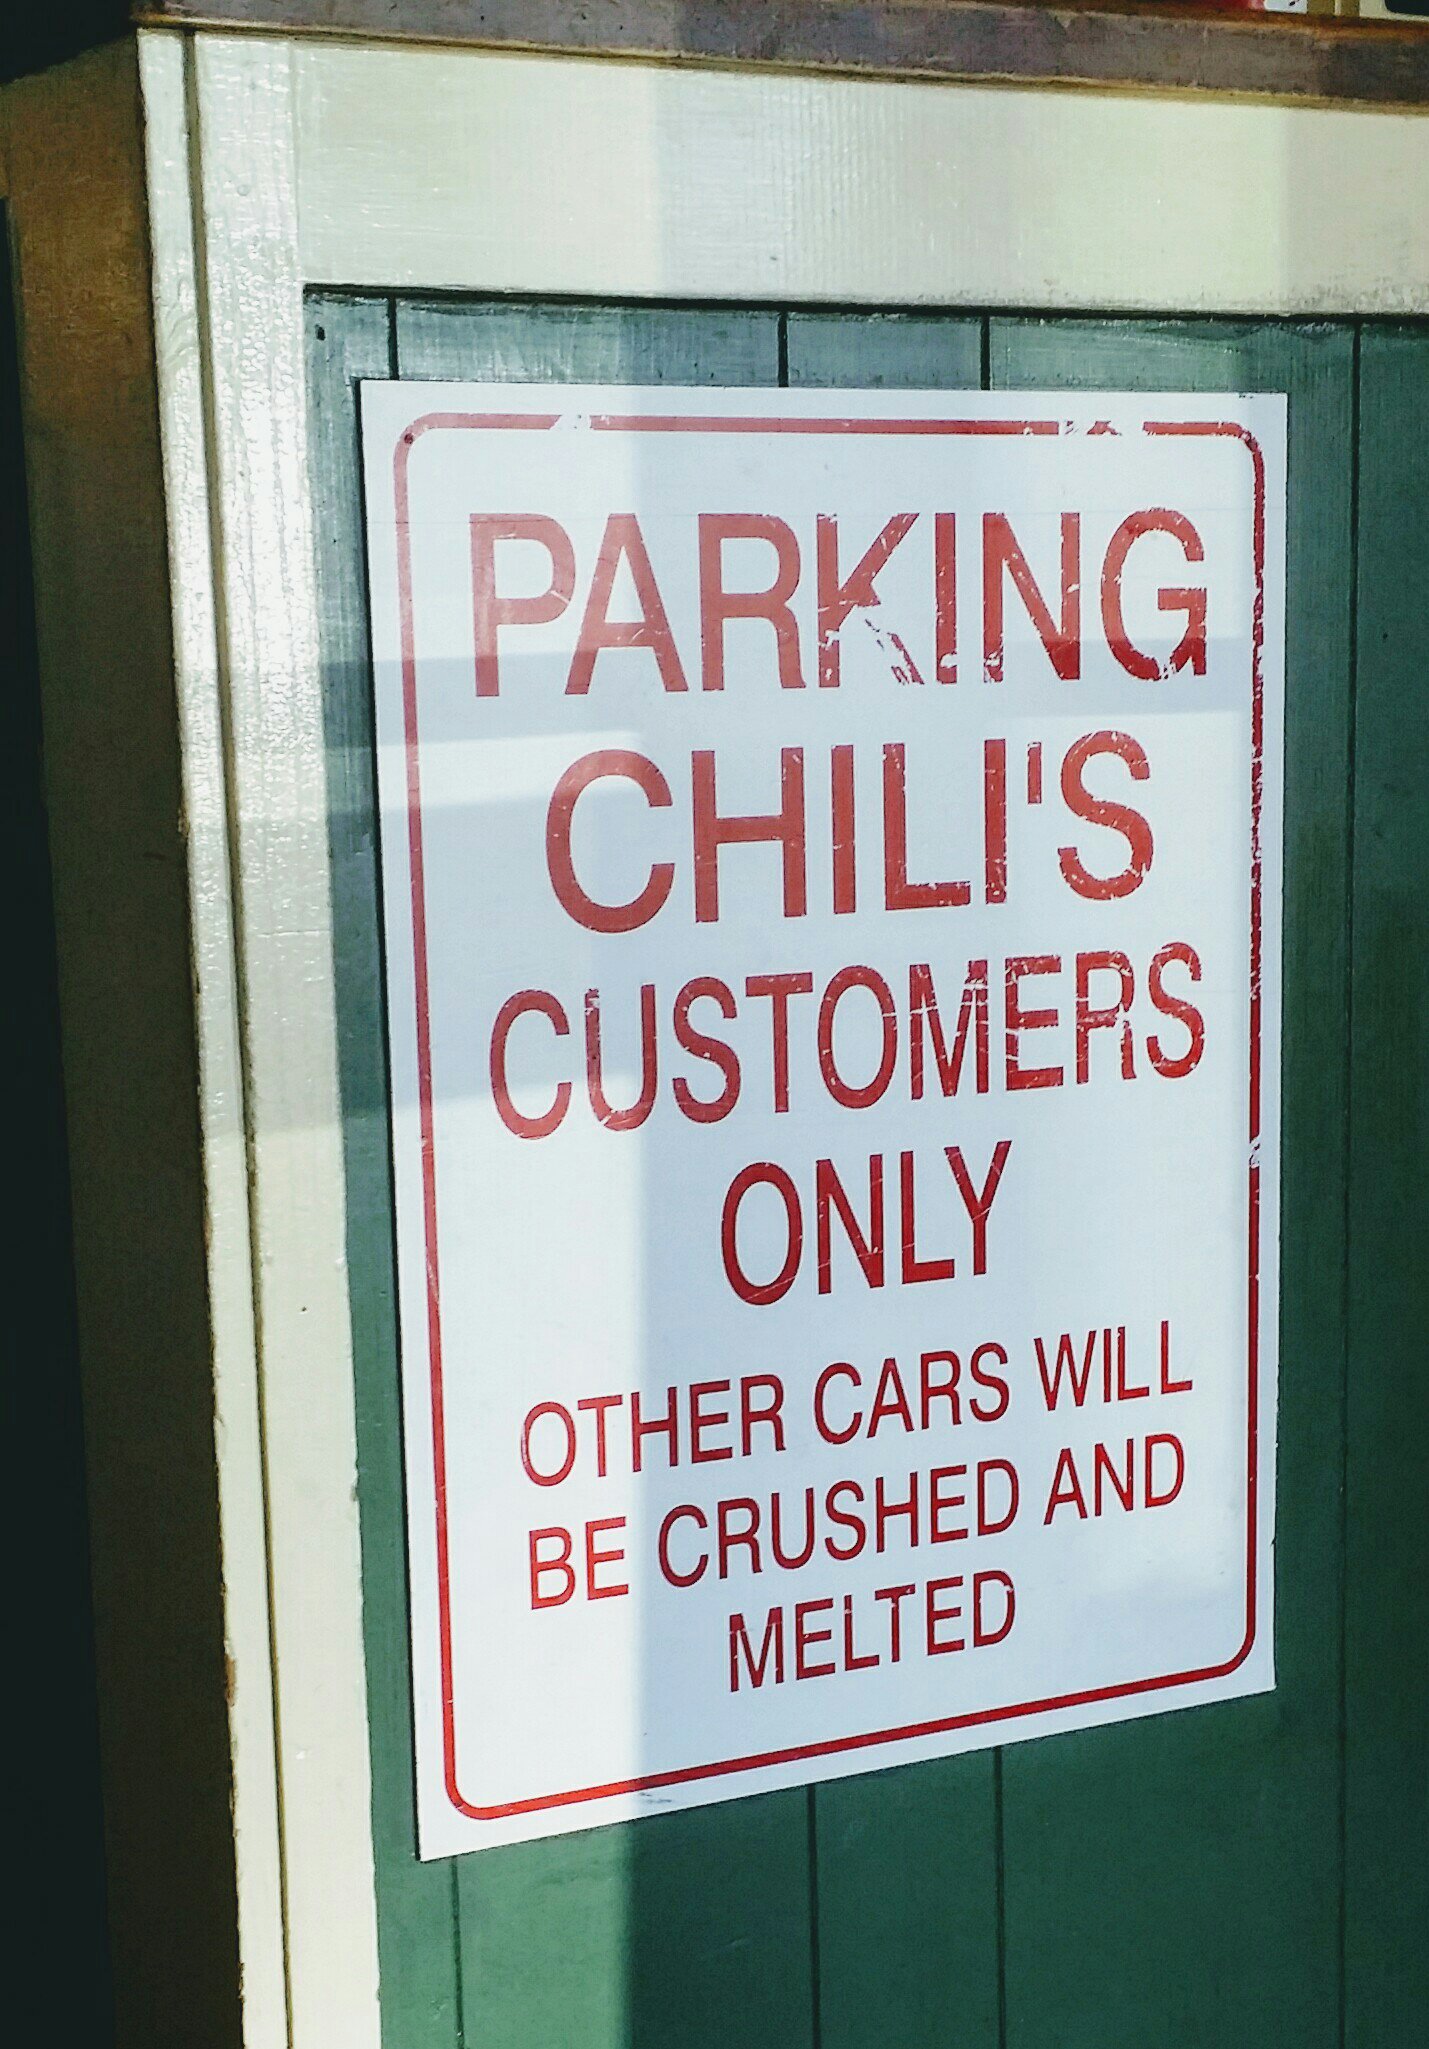 PARKING
CHILI'S
CUSTOMERS
ONLY
OTHER CARS WILL
BE CRUSHED AND
MELTED